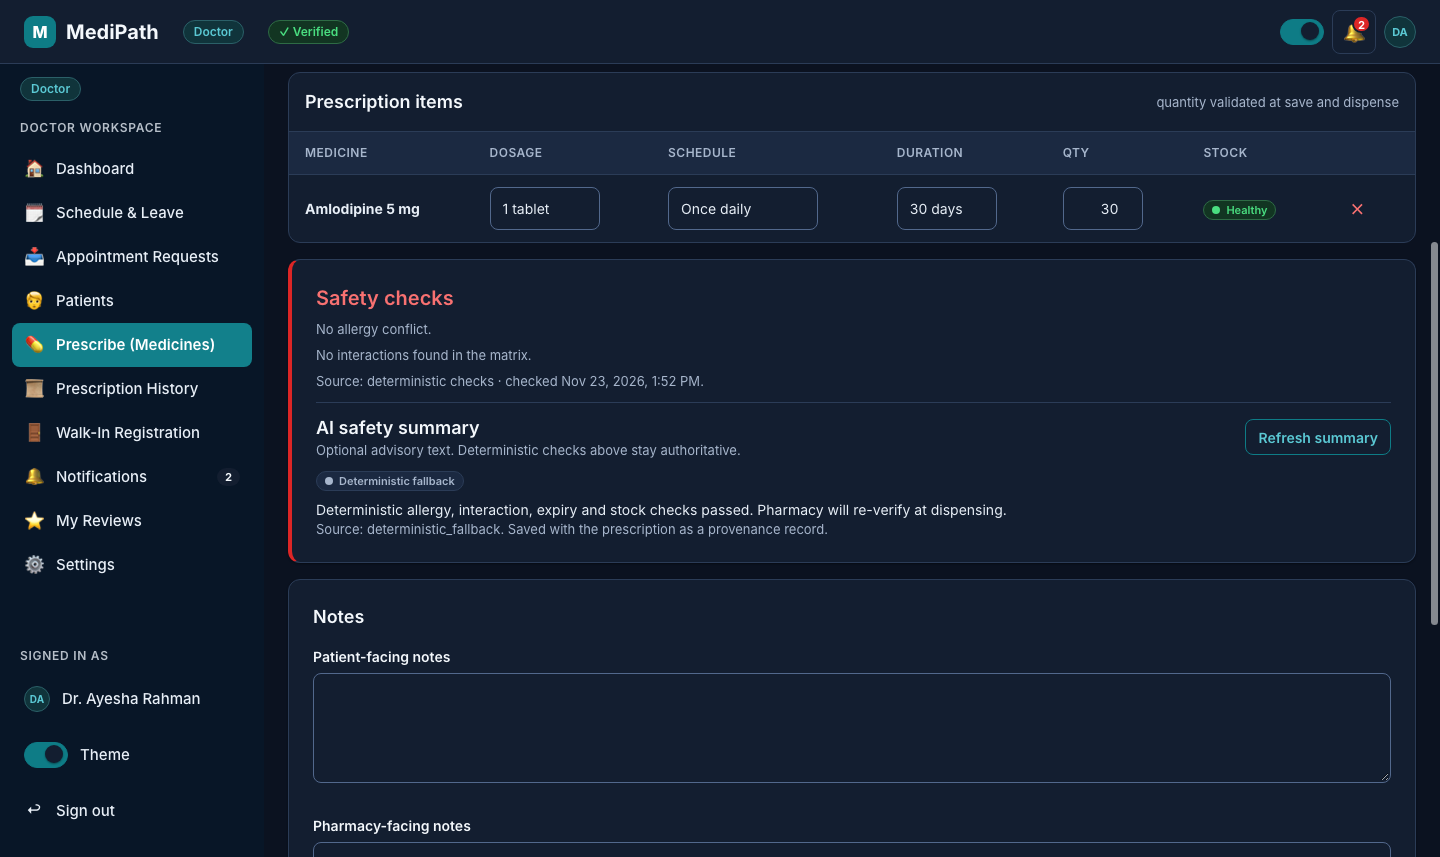 M MediPath Doctor ✓ Verified 2 DA
Doctor
DOCTOR WORKSPACE
Dashboard
Schedule & Leave
Appointment Requests
Patients
Prescribe (Medicines)
Prescription History
Walk-In Registration
Notifications 2
My Reviews
Settings
SIGNED IN AS
DA Dr. Ayesha Rahman
Theme
Sign out
Prescription items quantity validated at save and dispense
MEDICINE DOSAGE SCHEDULE DURATION QTY STOCK
Amlodipine 5 mg 1 tablet Once daily 30 days 30 Healthy ×
Safety checks
No allergy conflict.
No interactions found in the matrix.
Source: deterministic checks · checked Nov 23, 2026, 1:52 PM.
AI safety summary
Optional advisory text. Deterministic checks above stay authoritative.
Refresh summary
Deterministic fallback
Deterministic allergy, interaction, expiry and stock checks passed. Pharmacy will re-verify at dispensing.
Source: deterministic_fallback. Saved with the prescription as a provenance record.
Notes
Patient-facing notes
Pharmacy-facing notes